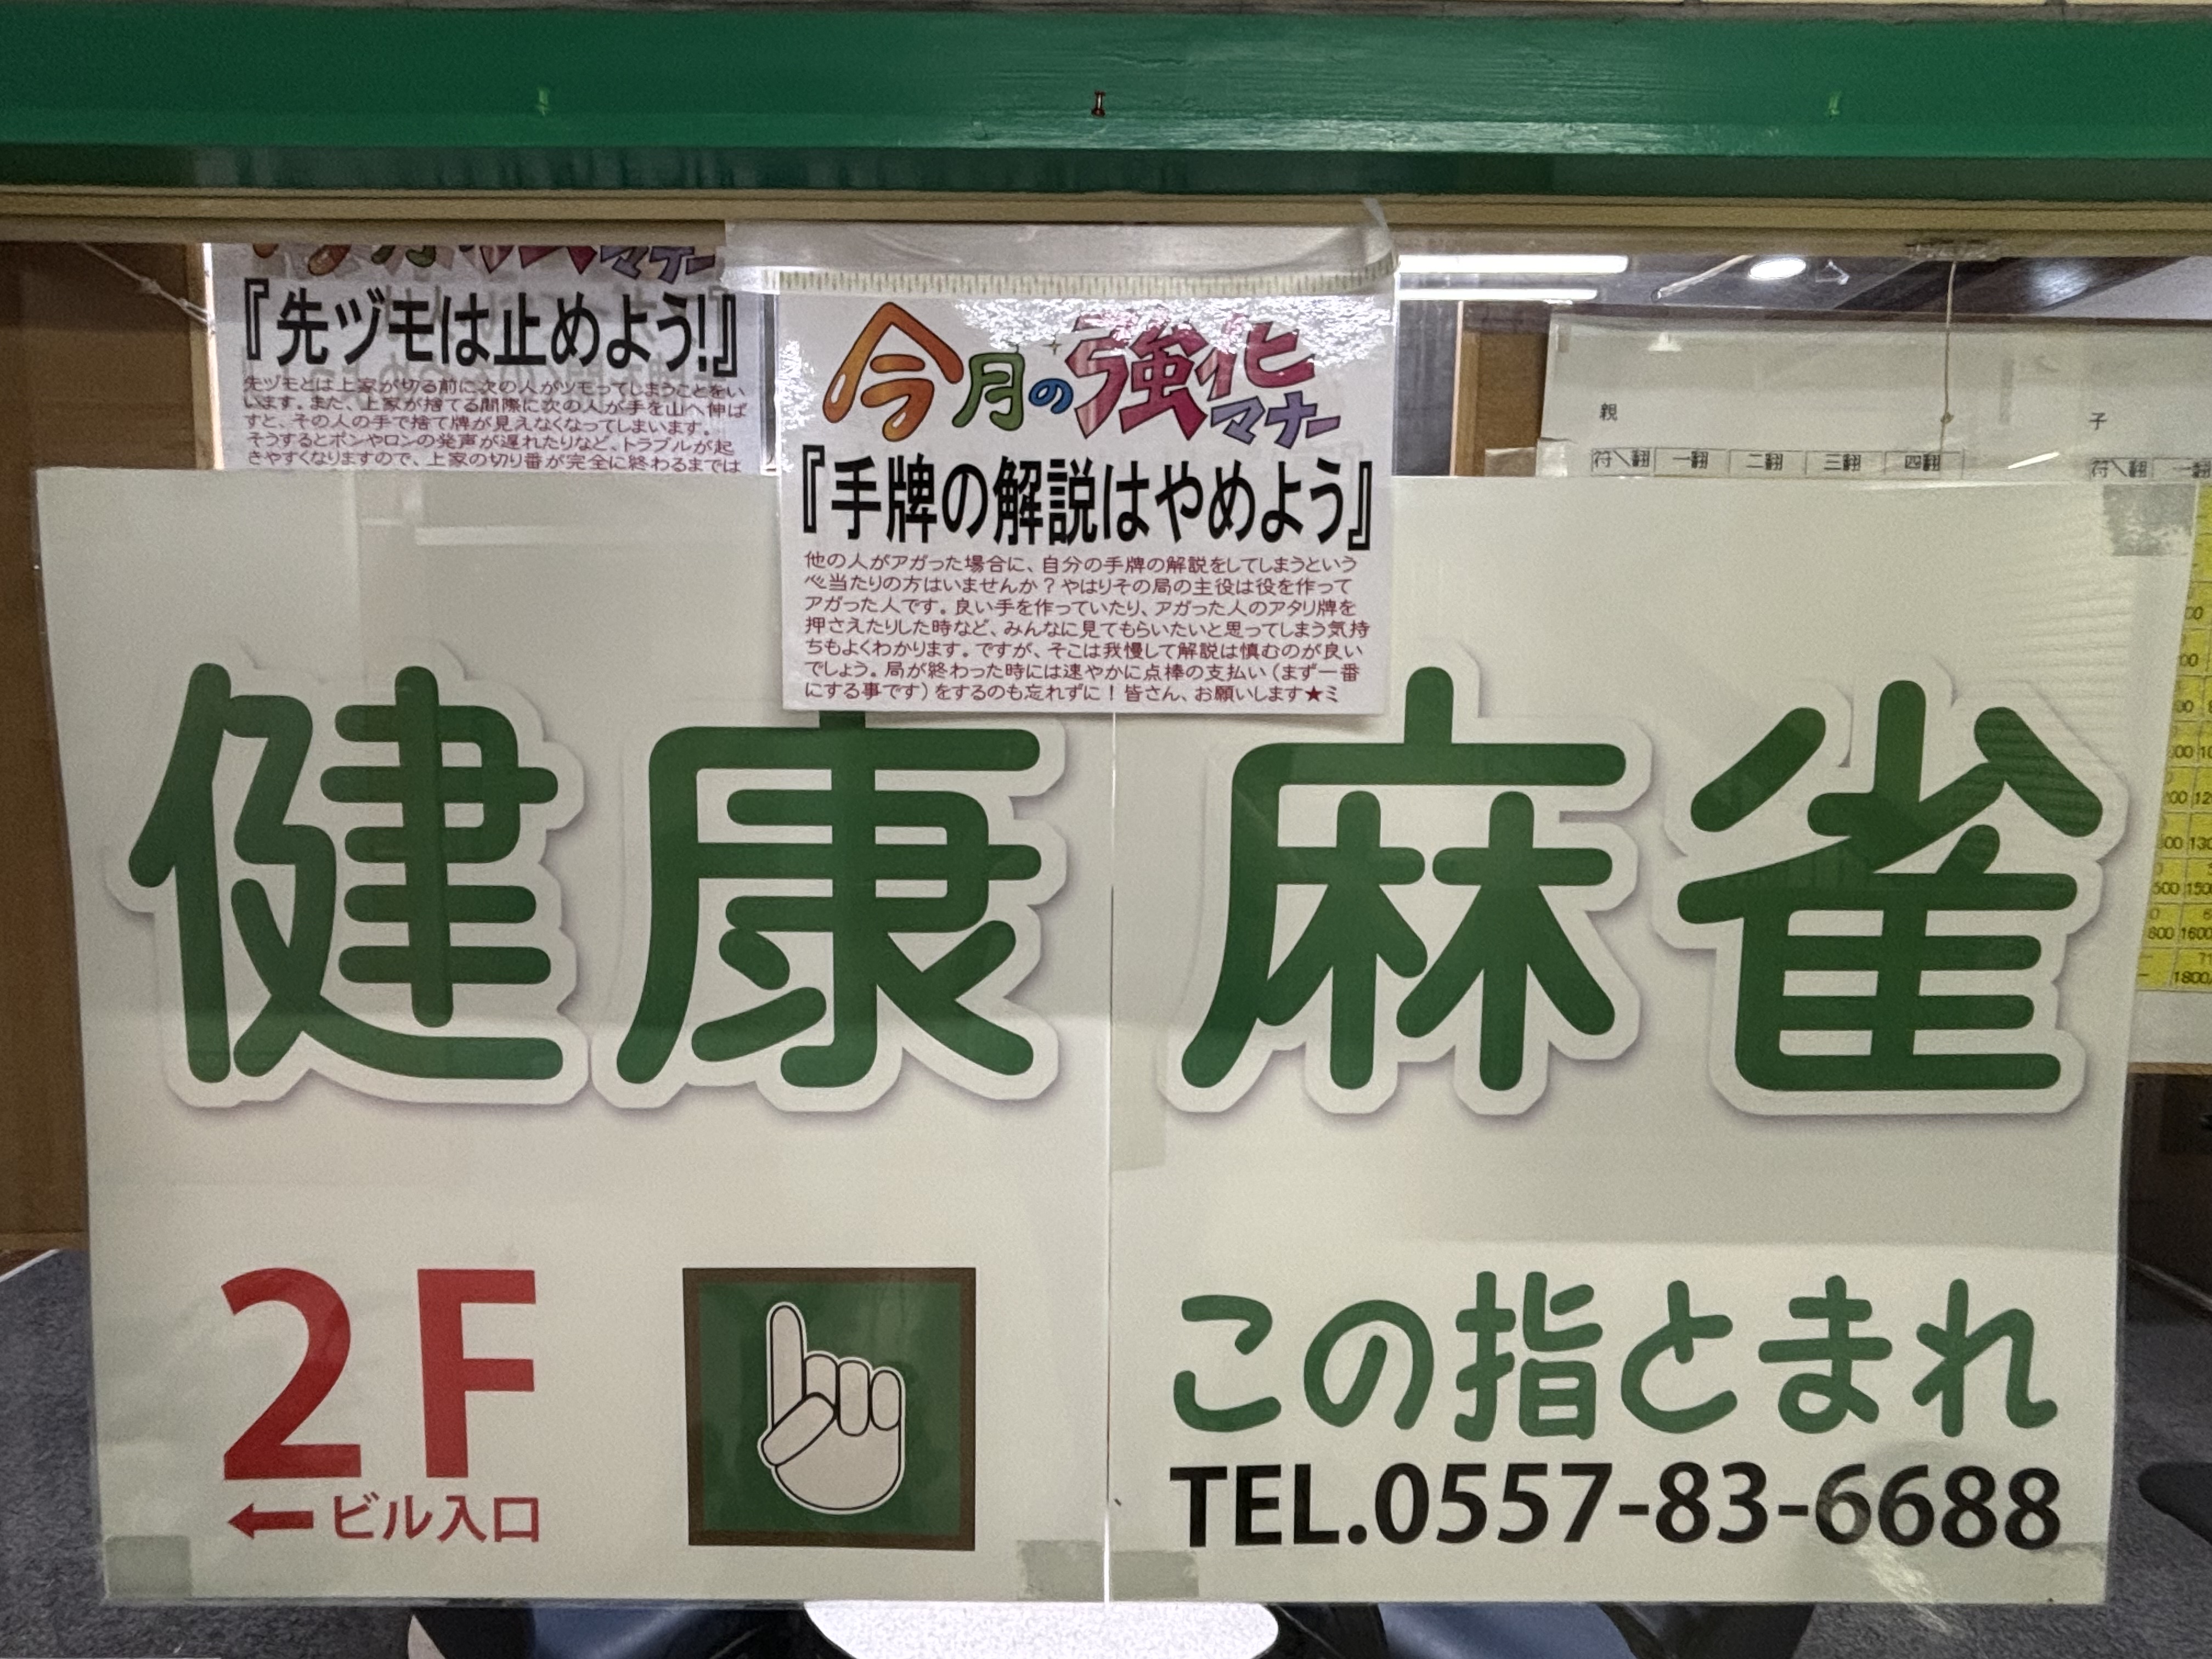 今月の強化マナー
『先ヅモは止めよう!』
先ヅモとは上家が切る前に次の人がツモってしまうことをい
います。また、上家が捨てる間際に次の人が手を山へ伸ば
すと、その人の手で捨て牌が見えなくなってしまいます。
そうするとポンやロンの発声が遅れたりなど、トラブルが起
きやすくなりますので、上家の切り番が完全に終わるまでは
今月の強化マナー
『手牌の解説はやめよう』
他の人がアガった場合に、自分の手牌の解説をしてしまうという
心当たりの方はいませんか？やはりその局の主役は役を作って
アガった人です。良い手を作っていたり、アガった人のアタリ牌を
押さえたりした時など、みんなに見てもらいたいと思ってしまう気持
ちもよくわかります。ですが、そこは我慢して解説は慎むのが良い
でしょう。局が終わった時には速やかに点棒の支払い（まず一番
にする事です）をするのも忘れずに！皆さん、お願いします★ミ
親
符/翻 一翻 二翻 三翻 四翻
子
符/翻
健康麻雀
2F
←ビル入口
この指とまれ
TEL.0557-83-6688